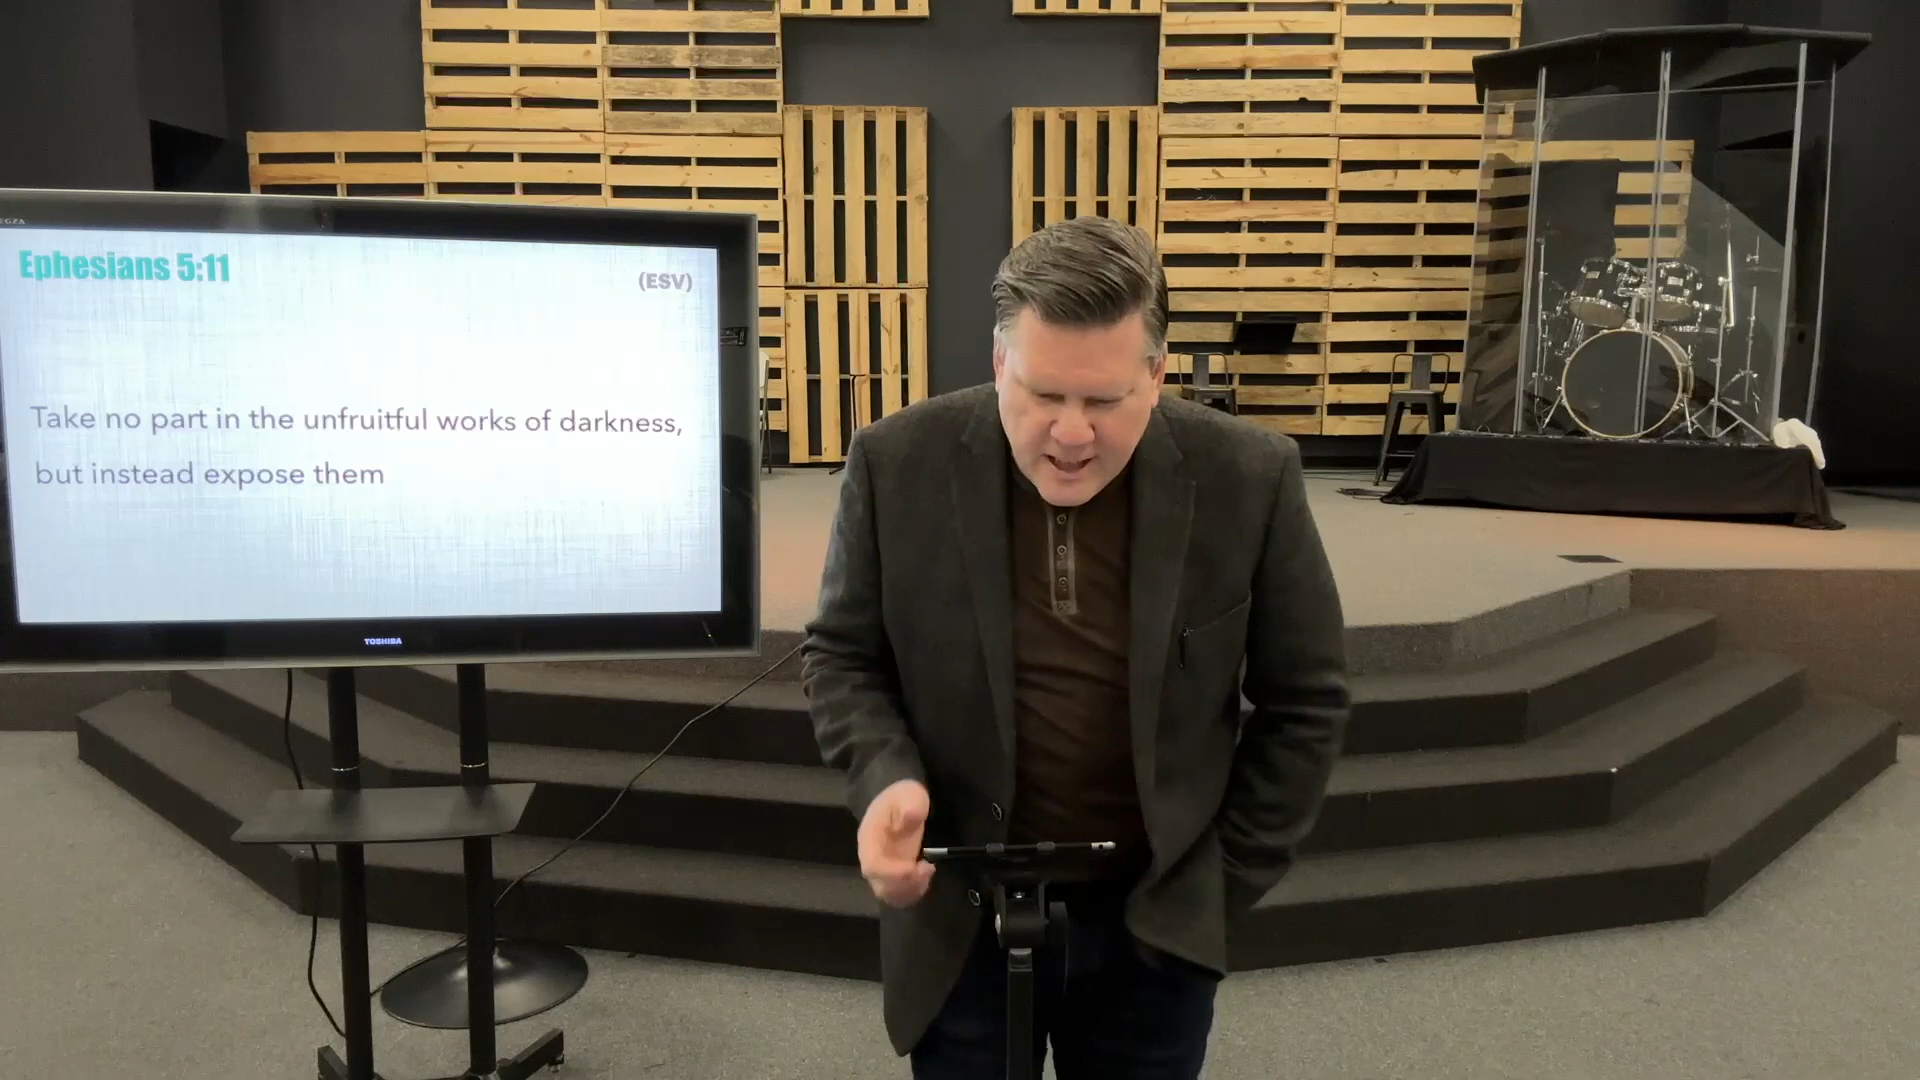 Ephesians 5:11
(ESV)
Take no part in the unfruitful works of darkness,
but instead expose them
TOSHIBA